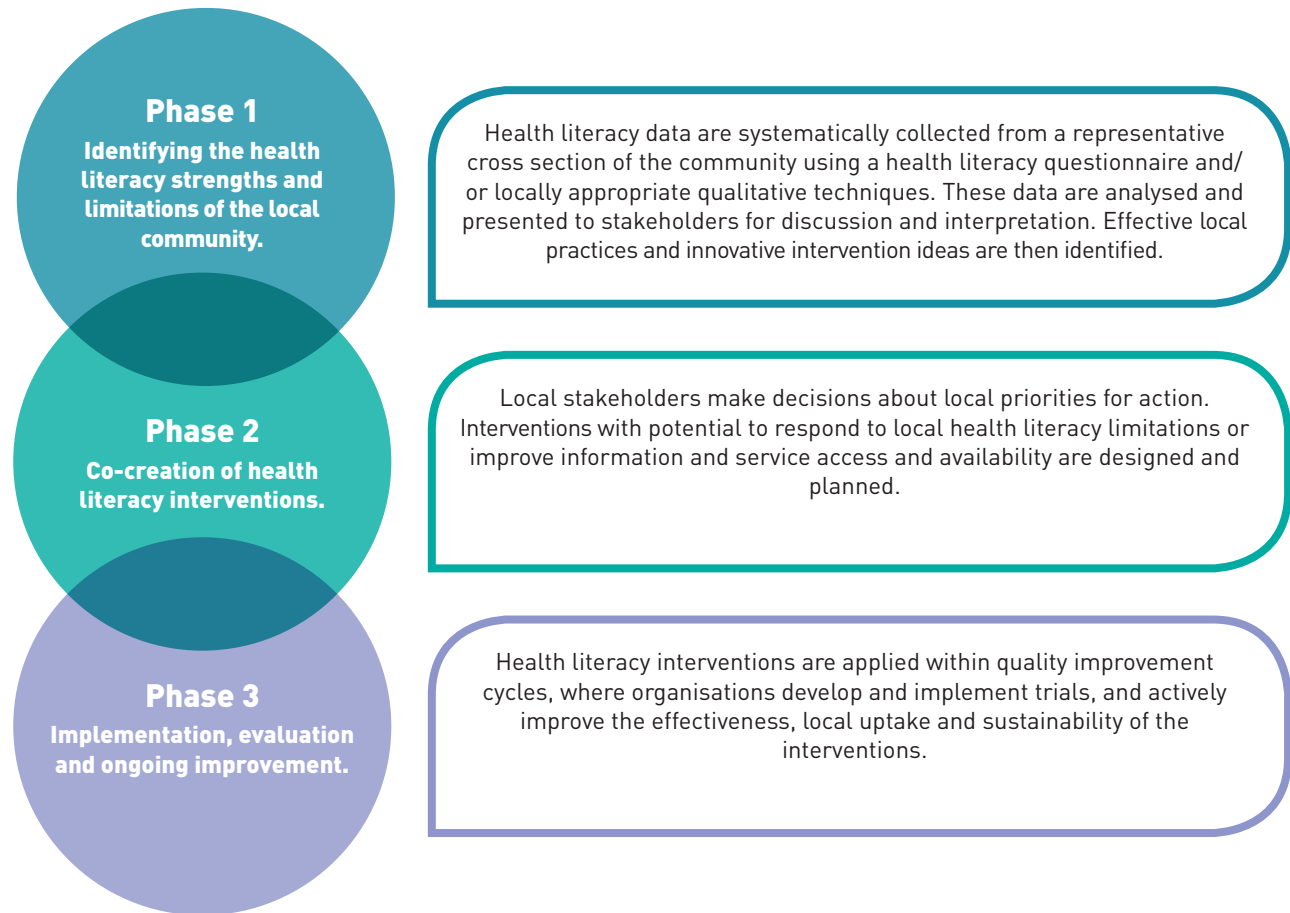 Phase 1
Identifying the health
literacy strengths and
limitations of the local
community.
Health literacy data are systematically collected from a representative
cross section of the community using a health literacy questionnaire and/
or locally appropriate qualitative techniques. These data are analysed and
presented to stakeholders for discussion and interpretation. Effective local
practices and innovative intervention ideas are then identified.
Phase 2
Co-creation of health
literacy interventions.
Local stakeholders make decisions about local priorities for action.
Interventions with potential to respond to local health literacy limitations or
improve information and service access and availability are designed and
planned.
Phase 3
Implementation, evaluation
and ongoing improvement.
Health literacy interventions are applied within quality improvement
cycles, where organisations develop and implement trials, and actively
improve the effectiveness, local uptake and sustainability of the
interventions.